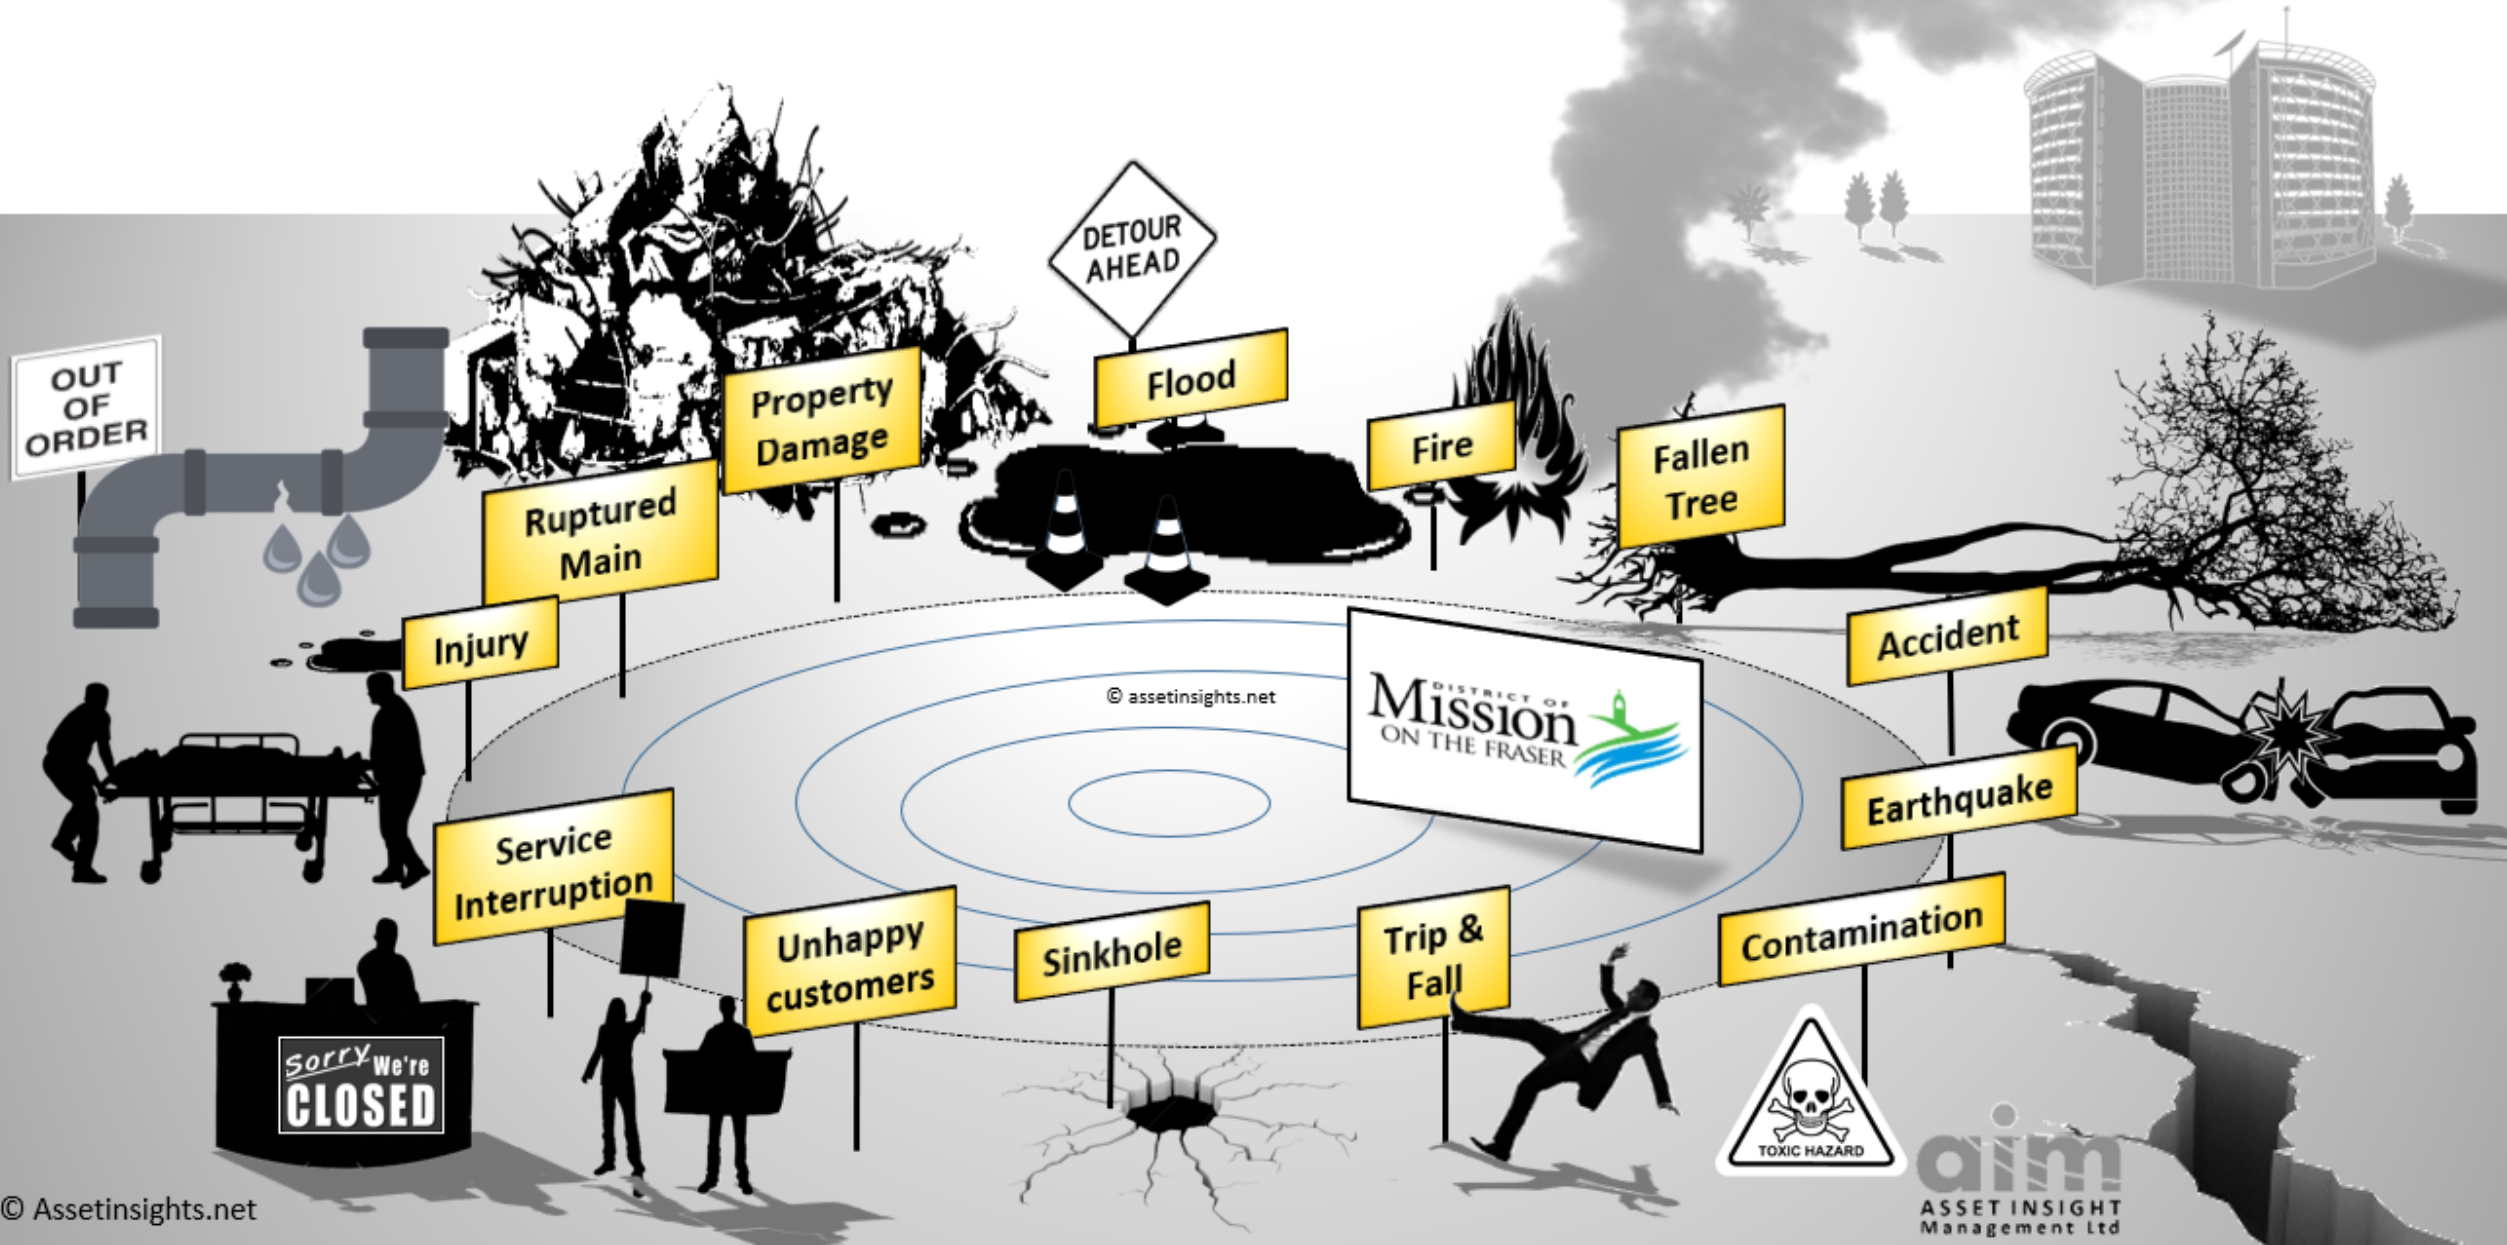 DETOUR
AHEAD
OUT
OF
ORDER
Property
Damage
Flood
Fire
Fallen
Tree
Ruptured
Main
Injury
Accident
© assetinsights.net
DISTRICT OF
Mission
ON THE FRASER
Earthquake
Service
Interruption
Unhappy
customers
Sinkhole
Trip &
Fall
Contamination
Sorry We're
CLOSED
TOXIC HAZARD
© Assetinsights.net
aim
ASSET INSIGHT
Management Ltd